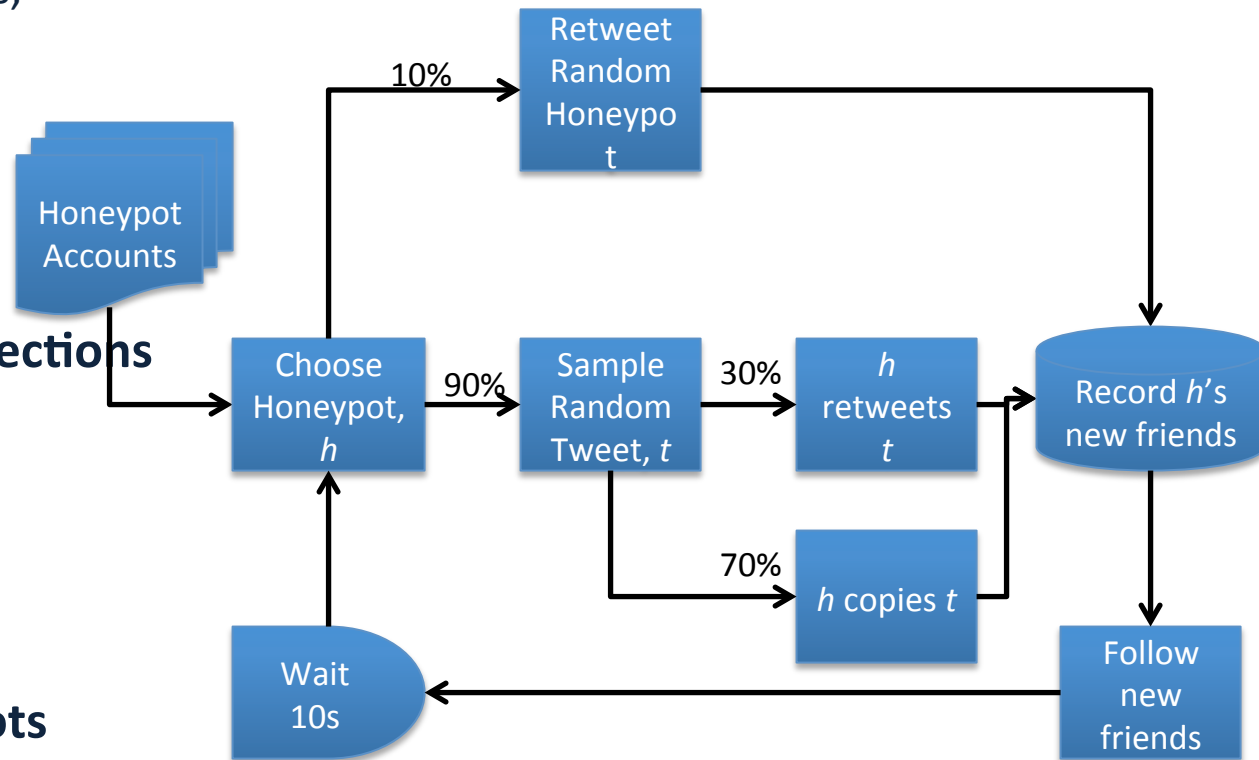 Retweet
Random
Honeypo
t
10%
Honeypot
Accounts
ections
Choose
Honeypot,
h
90%
Sample
Random
Tweet, t
30%
h
retweets
t
Record h's
new friends
70%
h copies t
Wait
10s
Follow
new
friends
ots